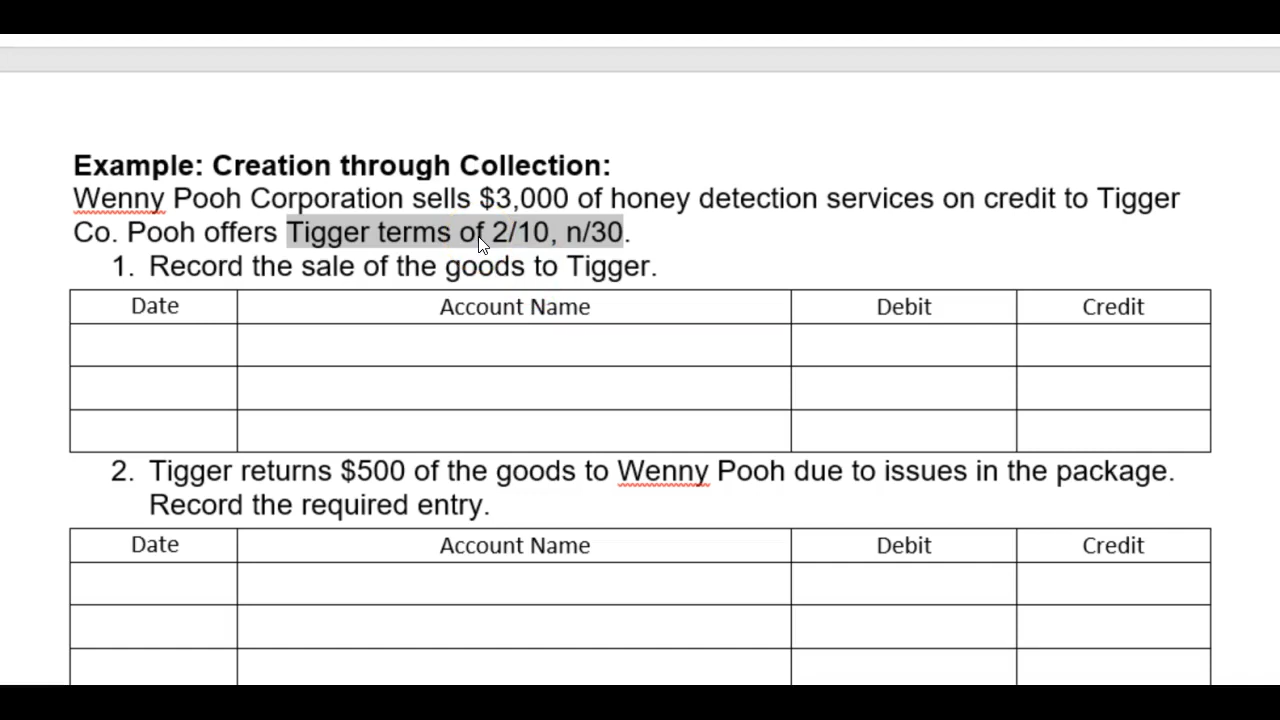 Example: Creation through Collection:
Wenny Pooh Corporation sells $3,000 of honey detection services on credit to Tigger
Co. Pooh offers Tigger terms of 2/10, n/30.
1. Record the sale of the goods to Tigger.
Date Account Name Debit Credit
2. Tigger returns $500 of the goods to Wenny Pooh due to issues in the package.
Record the required entry.
Date Account Name Debit Credit